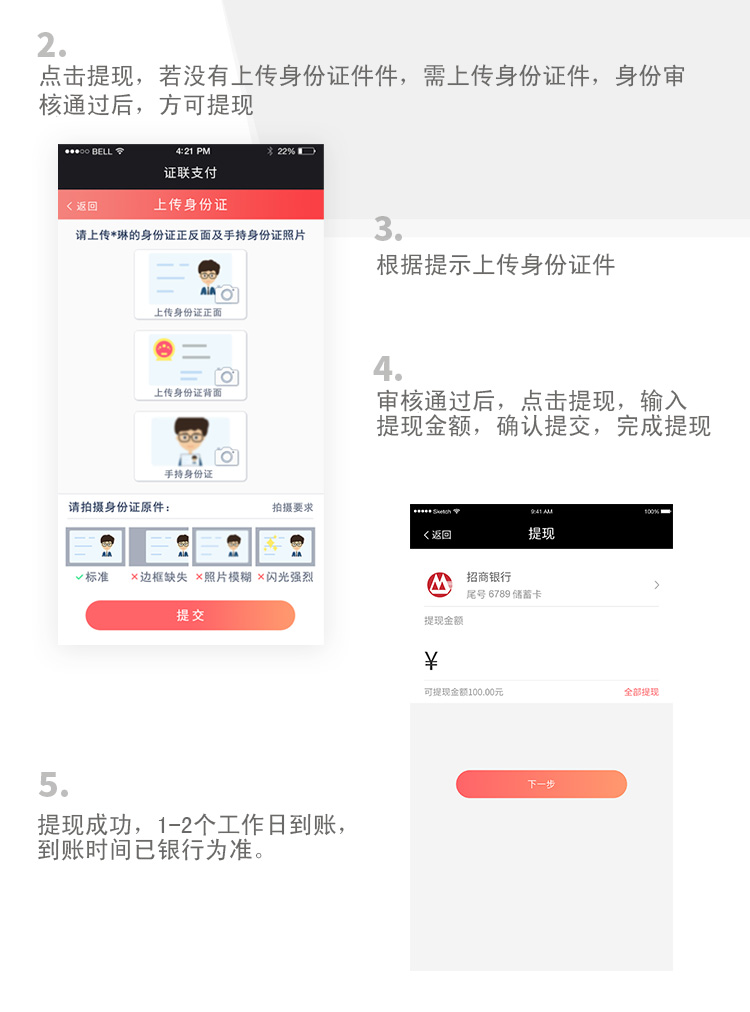 2.
点击提现，若没有上传身份证件件，需上传身份证件，身份审
核通过后，方可提现
BELL
4:21 PM
22%
证联支付
返回
上传身份证
请上传*琳的身份证正反面及手持身份证照片
上传身份证正面
上传身份证背面
手持身份证
请拍摄身份证原件：
拍摄要求
标准
边框缺失
照片模糊
闪光强烈
提交
3.
根据提示上传身份证件
4.
审核通过后，点击提现，输入
提现金额，确认提交，完成提现
Sketch
9:41 AM
100%
返回
提现
招商银行
尾号 6789 储蓄卡
提现金额
¥
可提现金额100.00元
全部提现
下一步
5.
提现成功，1-2个工作日到账，
到账时间已银行为准。